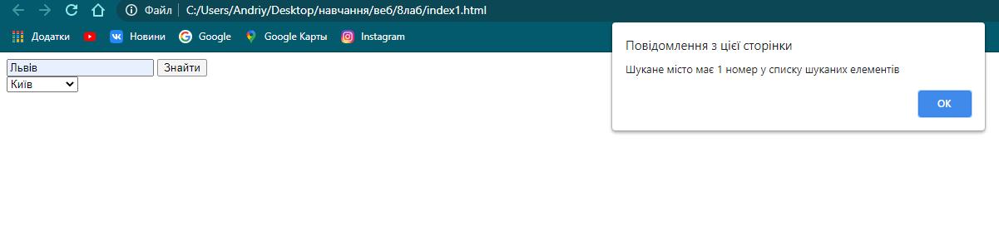 Файл C:/Users/Andriy/Desktop/навчання/веб/8лаб/index1.html
Додатки Новини Google Google Карты Instagram
Повідомлення з цієї сторінки
Шукане місто має 1 номер у списку шуканих елементів
OK
Львів Знайти
Київ